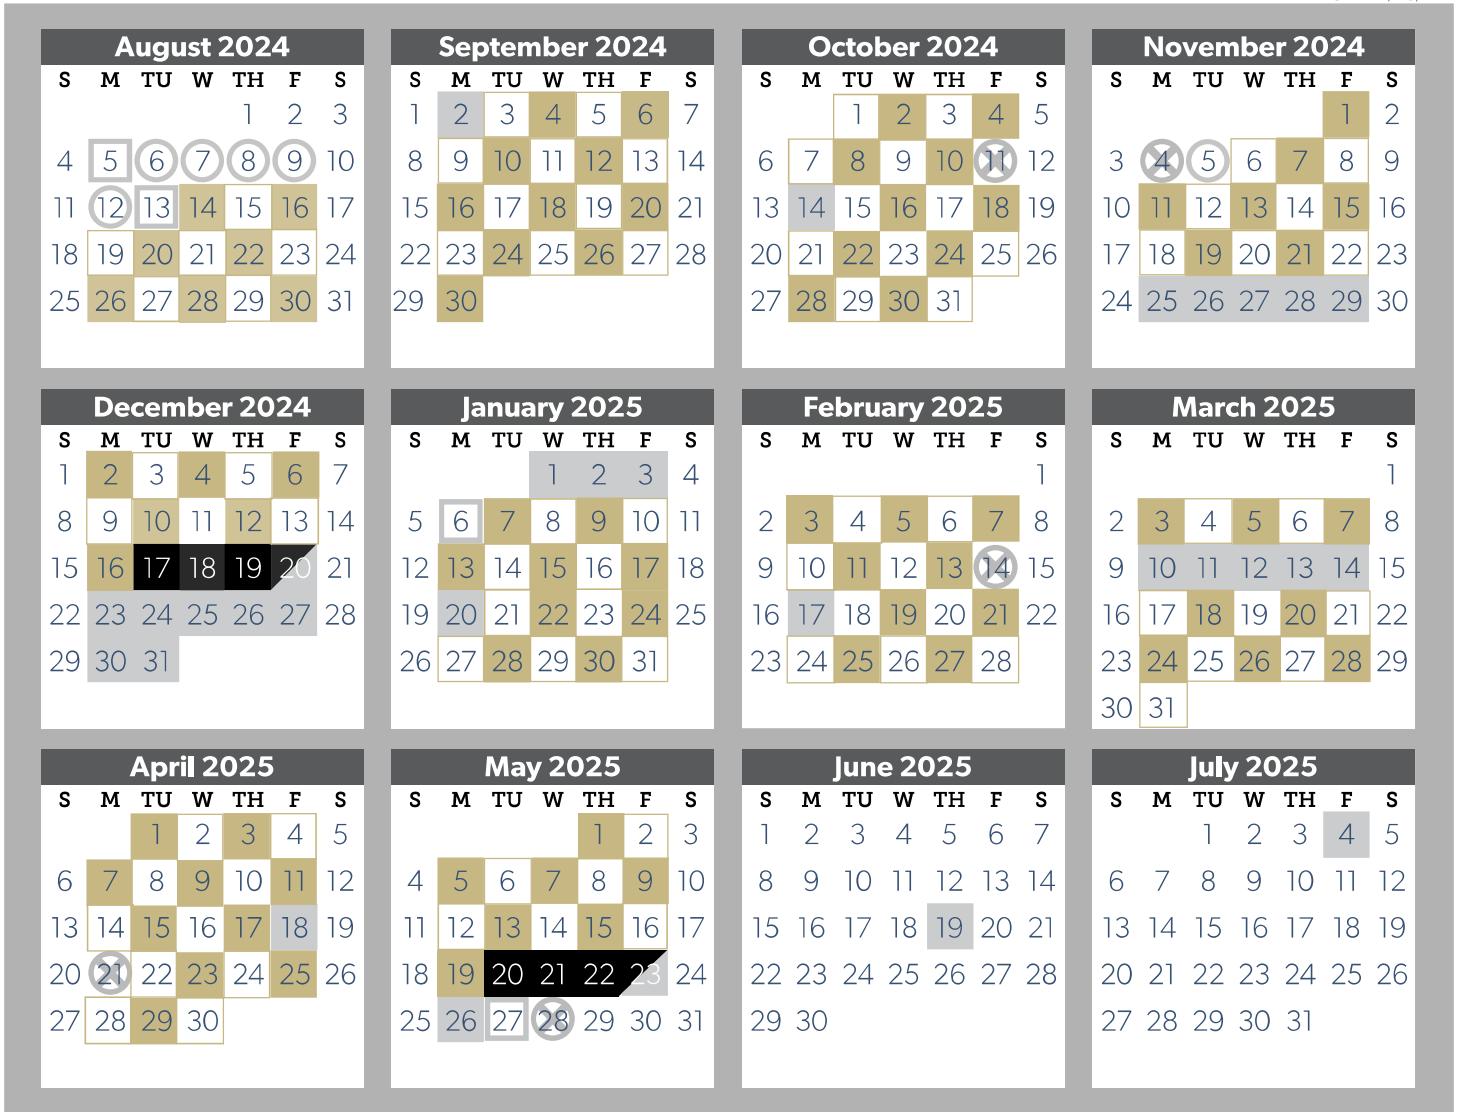 August 2024
S M TU W TH F S
1 2 3
4 5 6 7 8 9 10
11 12 13 14 15 16 17
18 19 20 21 22 23 24
25 26 27 28 29 30 31
September 2024
S M TU W TH F S
1 2 3 4 5 6 7
8 9 10 11 12 13 14
15 16 17 18 19 20 21
22 23 24 25 26 27 28
29 30
October 2024
S M TU W TH F S
1 2 3 4 5
6 7 8 9 10 11 12
13 14 15 16 17 18 19
20 21 22 23 24 25 26
27 28 29 30 31
November 2024
S M TU W TH F S
1 2
3 4 5 6 7 8 9
10 11 12 13 14 15 16
17 18 19 20 21 22 23
24 25 26 27 28 29 30
December 2024
S M TU W TH F S
1 2 3 4 5 6 7
8 9 10 11 12 13 14
15 16 17 18 19 20 21
22 23 24 25 26 27 28
29 30 31
January 2025
S M TU W TH F S
1 2 3 4
5 6 7 8 9 10 11
12 13 14 15 16 17 18
19 20 21 22 23 24 25
26 27 28 29 30 31
February 2025
S M TU W TH F S
1
2 3 4 5 6 7 8
9 10 11 12 13 14 15
16 17 18 19 20 21 22
23 24 25 26 27 28
March 2025
S M TU W TH F S
1
2 3 4 5 6 7 8
9 10 11 12 13 14 15
16 17 18 19 20 21 22
23 24 25 26 27 28 29
30 31
April 2025
S M TU W TH F S
1 2 3 4 5
6 7 8 9 10 11 12
13 14 15 16 17 18 19
20 21 22 23 24 25 26
27 28 29 30
May 2025
S M TU W TH F S
1 2 3
4 5 6 7 8 9 10
11 12 13 14 15 16 17
18 19 20 21 22 23 24
25 26 27 28 29 30 31
June 2025
S M TU W TH F S
1 2 3 4 5 6 7
8 9 10 11 12 13 14
15 16 17 18 19 20 21
22 23 24 25 26 27 28
29 30
July 2025
S M TU W TH F S
1 2 3 4 5
6 7 8 9 10 11 12
13 14 15 16 17 18 19
20 21 22 23 24 25 26
27 28 29 30 31